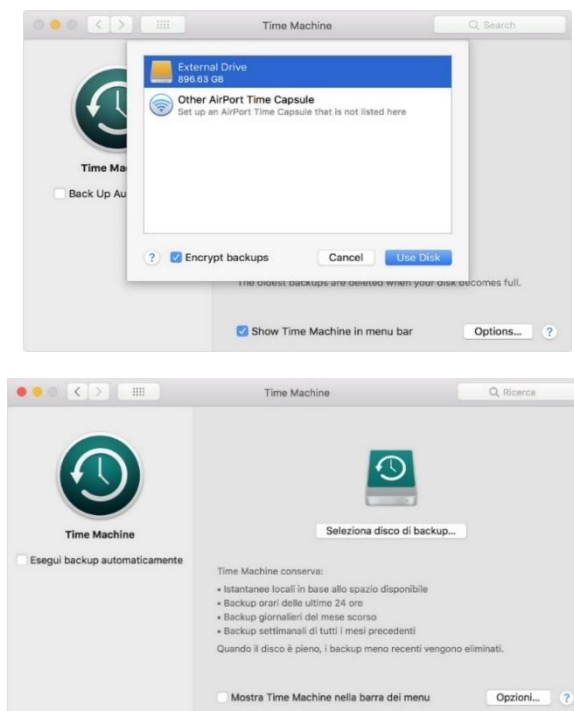 Time Machine
Search
External Drive
896.63 GB
Other AirPort Time Capsule
Set up an AirPort Time Capsule that is not listed here
Time Ma
Back Up Au
? Encrypt backups
Cancel
Use Disk
The oldest backups are deleted when your disk becomes full.
Show Time Machine in menu bar
Options...
?
Time Machine
Ricerca
Time Machine
Esegui backup automaticamente
Seleziona disco di backup...
Time Machine conserva:
• Istantanee locali in base allo spazio disponibile
• Backup orari delle ultime 24 ore
• Backup giornalieri del mese scorso
• Backup settimanali di tutti i mesi precedenti
Quando il disco è pieno, i backup meno recenti vengono eliminati.
Mostra Time Machine nella barra dei menu
Opzioni...
?